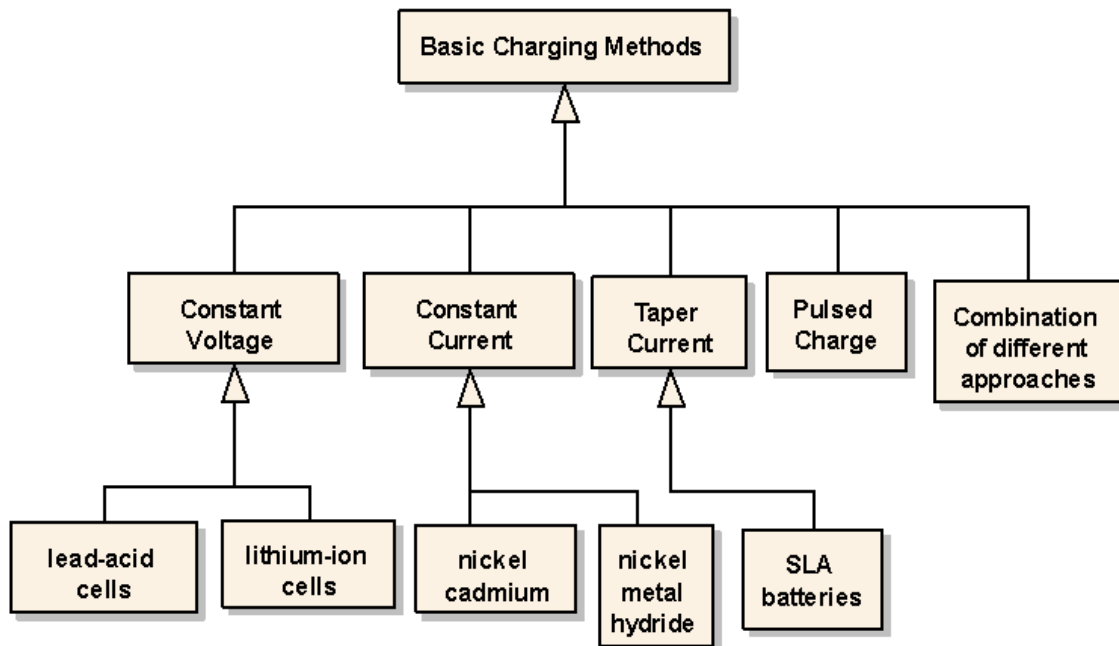 Basic Charging Methods
Constant
Voltage
Constant
Current
Taper
Current
Pulsed
Charge
Combination
of different
approaches
lead-acid
cells
lithium-ion
cells
nickel
cadmium
nickel
metal
hydride
SLA
batteries